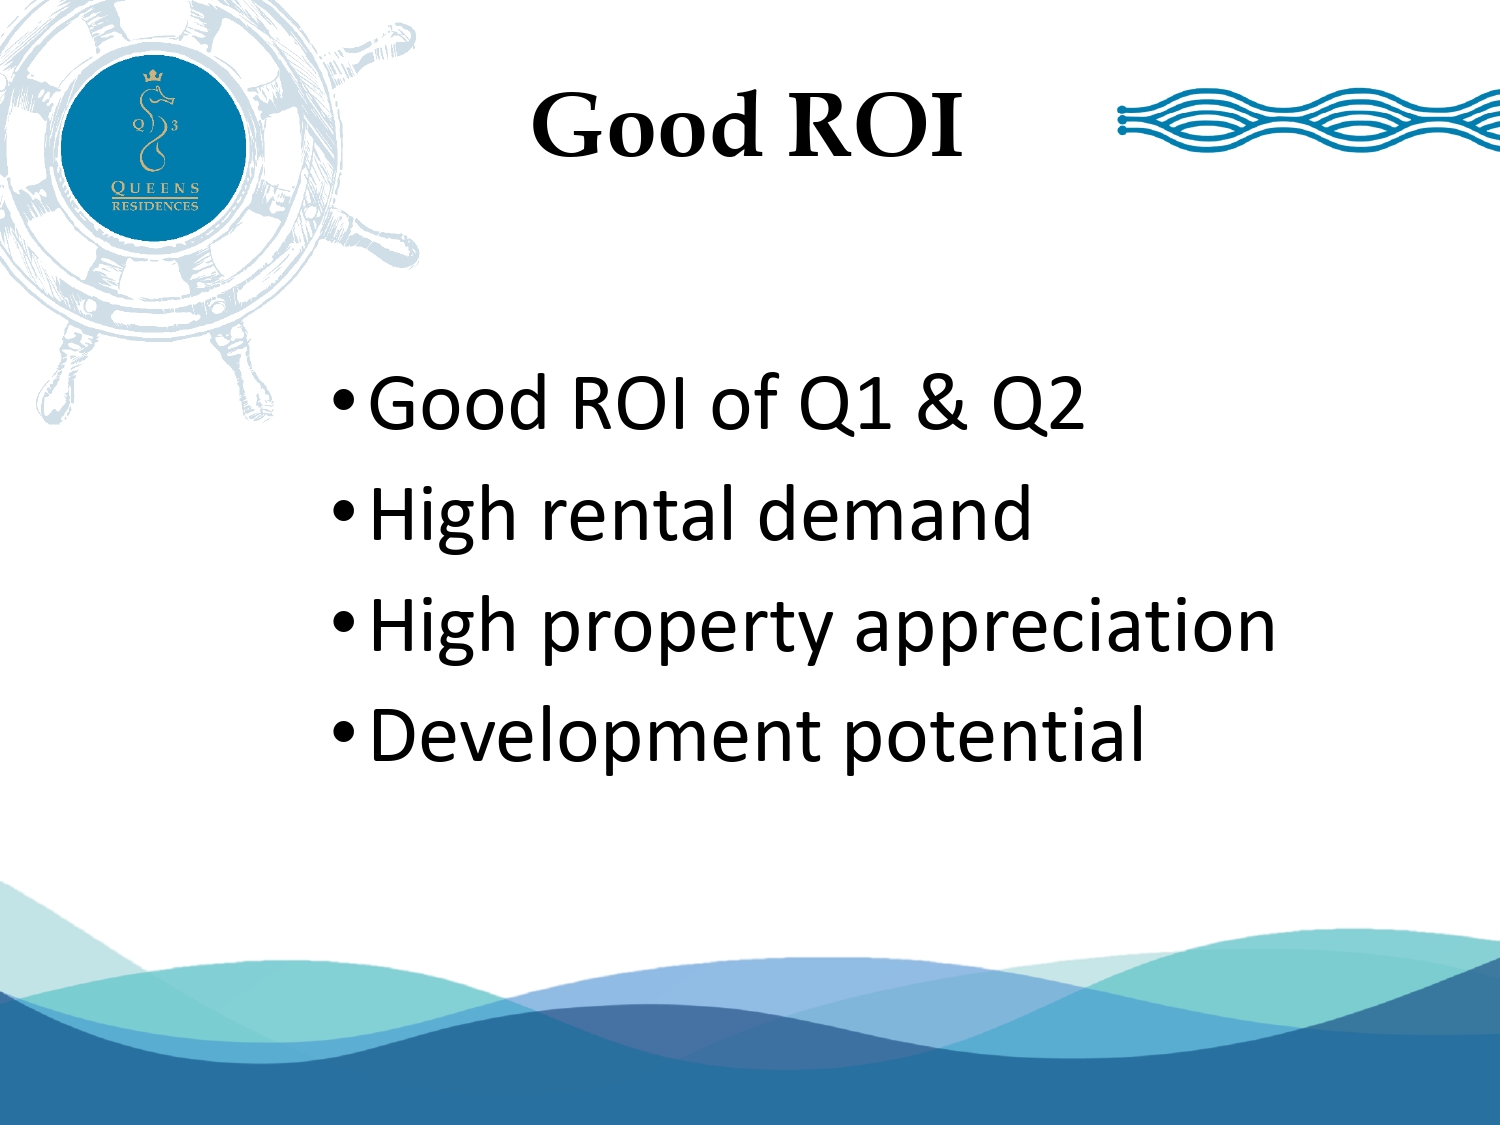 Q 3
QUEENS
RESIDENCES
Good ROI
• Good ROI of Q1 & Q2
• High rental demand
• High property appreciation
• Development potential